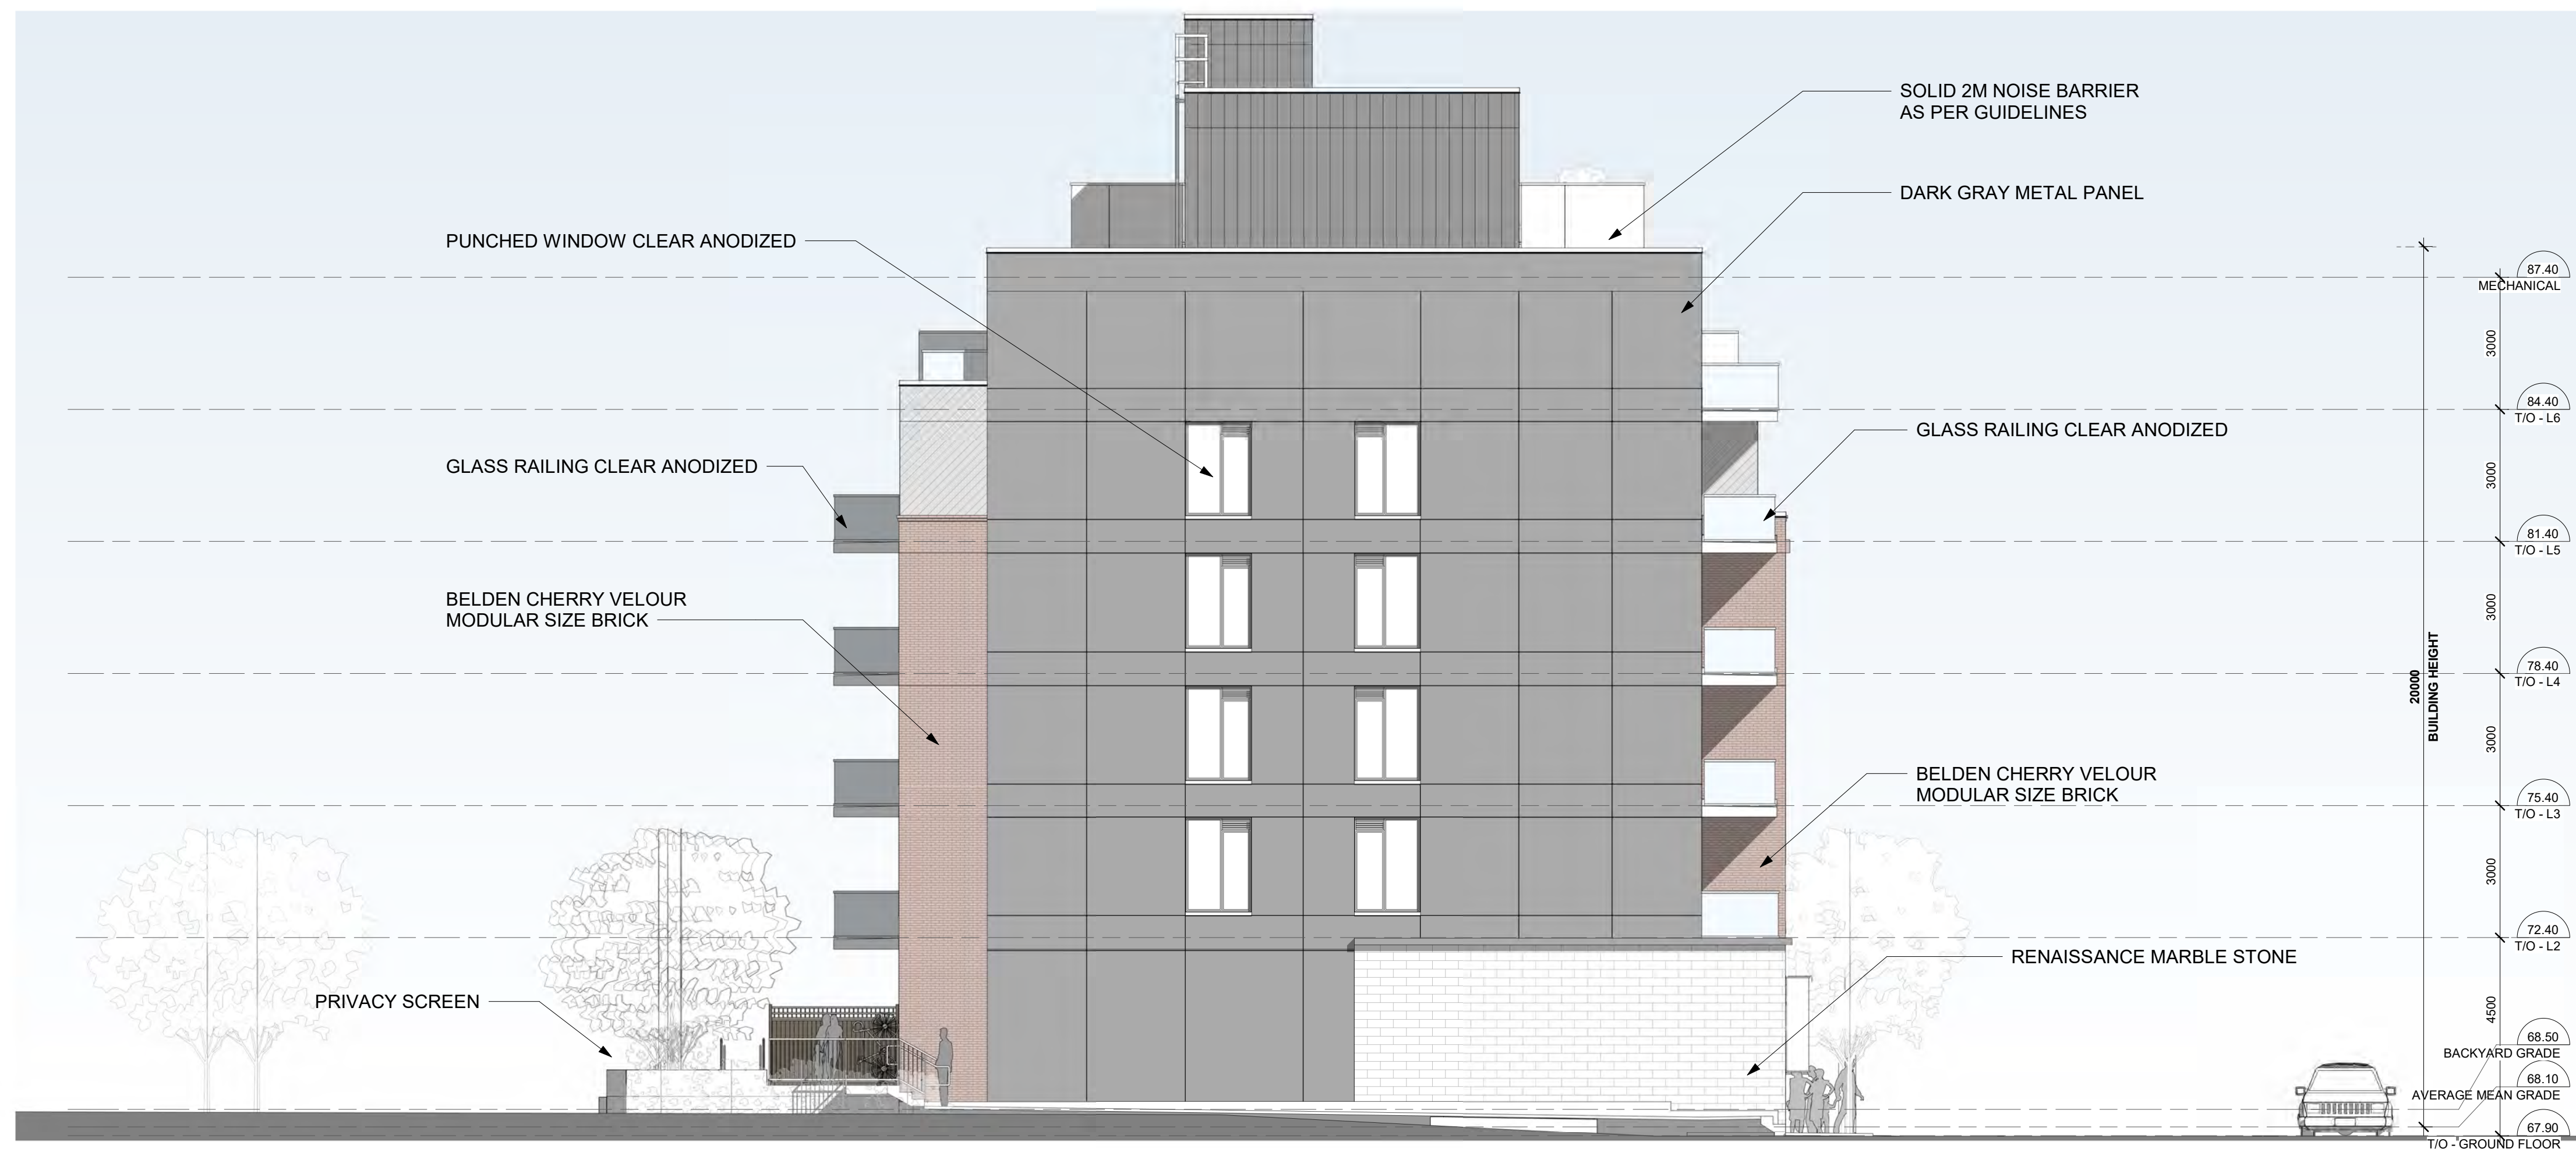 SOLID 2M NOISE BARRIER
AS PER GUIDELINES
DARK GRAY METAL PANEL
PUNCHED WINDOW CLEAR ANODIZED
87.40
MECHANICAL
3000
84.40
T/O - L6
GLASS RAILING CLEAR ANODIZED
GLASS RAILING CLEAR ANODIZED
3000
81.40
T/O - L5
BELDEN CHERRY VELOUR
MODULAR SIZE BRICK
3000
78.40
T/O - L4
20000
BUILDING HEIGHT
3000
BELDEN CHERRY VELOUR
MODULAR SIZE BRICK
75.40
T/O - L3
3000
72.40
T/O - L2
RENAISSANCE MARBLE STONE
PRIVACY SCREEN
4500
68.50
BACKYARD GRADE
68.10
AVERAGE MEAN GRADE
67.90
T/O - GROUND FLOOR